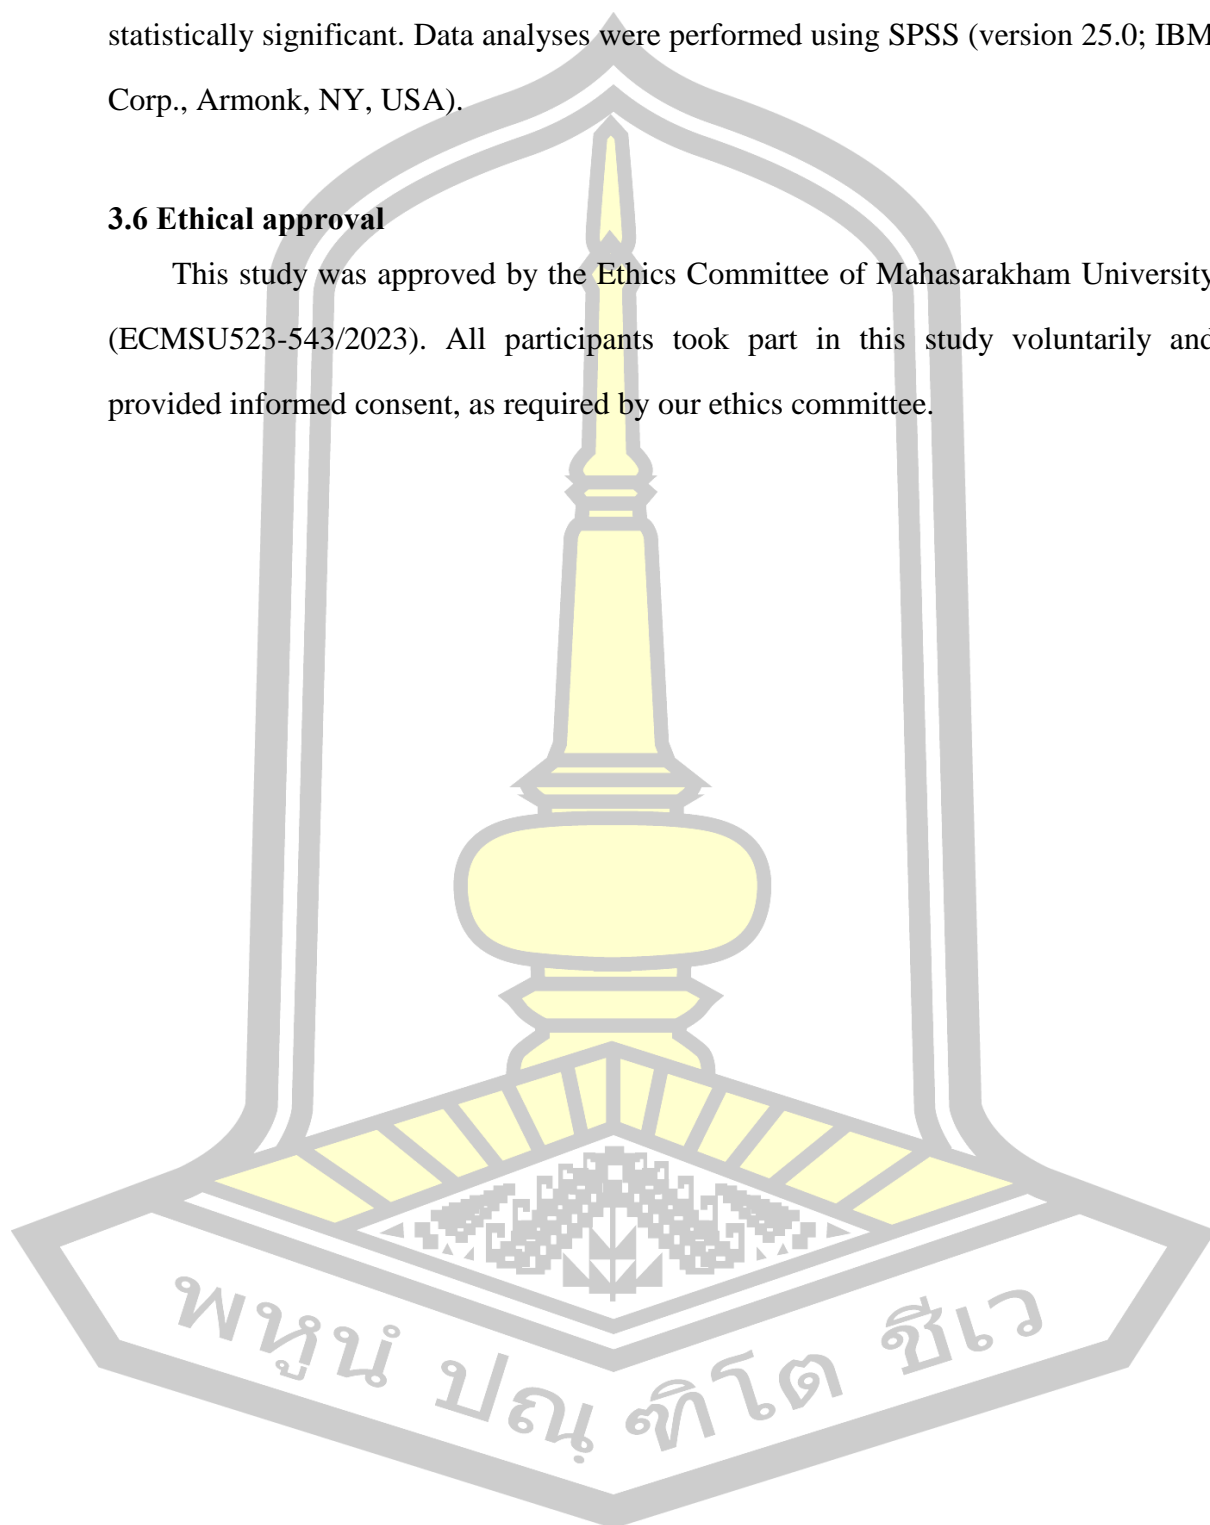 statistically significant. Data analyses were performed using SPSS (version 25.0; IBM
Corp., Armonk, NY, USA).
3.6 Ethical approval
This study was approved by the Ethics Committee of Mahasarakham University
(ECMSU523-543/2023). All participants took part in this study voluntarily and
provided informed consent, as required by our ethics committee.
พหูนํ ปณฺฑิโต ชีเว